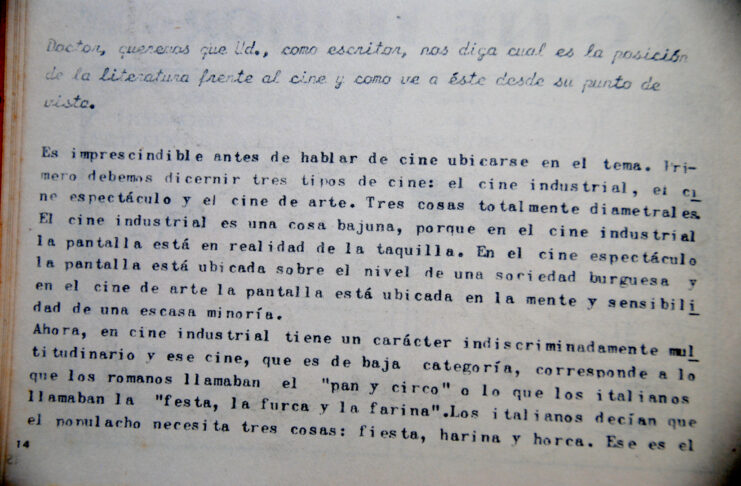 Doctor, queremos que Ud., como escritor, nos diga cual es la posición
de la literatura frente al cine y como ve a éste desde su punto de
vista.
Es imprescindible antes de hablar de cine ubicarse en el tema. Pri-
mero debemos dicernir tres tipos de cine: el cine industrial, el ci
ne espectáculo y el cine de arte. Tres cosas totalmente diametrales.
El cine industrial es una cosa bajuna, porque en el cine industrial
la pantalla está en realidad de la taquilla. En el cine espectáculo
la pantalla está ubicada sobre el nivel de una sociedad burguesa y
en el cine de arte la pantalla está ubicada en la mente y sensibili
dad de una escasa minoría.
Ahora, en cine industrial tiene un carácter indiscriminadamente mul
titudinario y ese cine, que es de baja categoría, corresponde a lo
que los romanos llamaban el "pan y circo" o lo que los italianos
llamaban la "festa, la furca y la farina".Los italianos decían que
el populacho necesita tres cosas: fiesta, harina y horca. Ese es el
14